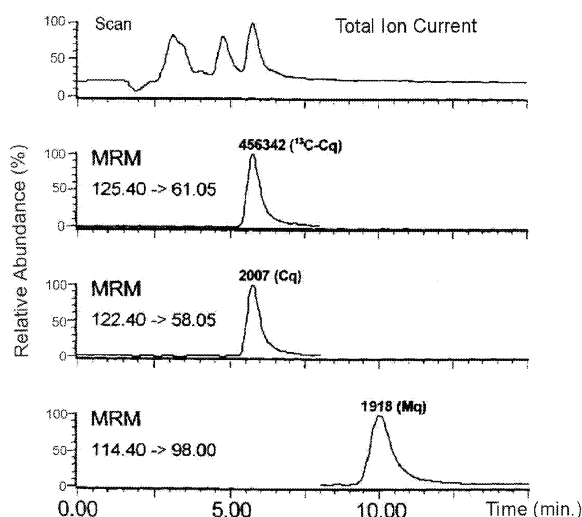 Scan
Total Ion Current
100
50
0
Relative Abundance (%)
456342 (¹³C-Cq)
MRM
125.40 -> 61.05
100
50
0
2007 (Cq)
MRM
122.40 -> 58.05
100
50
0
1918 (Mq)
MRM
114.40 -> 98.00
100
50
0
0.00 5.00 10.00 Time (min.)